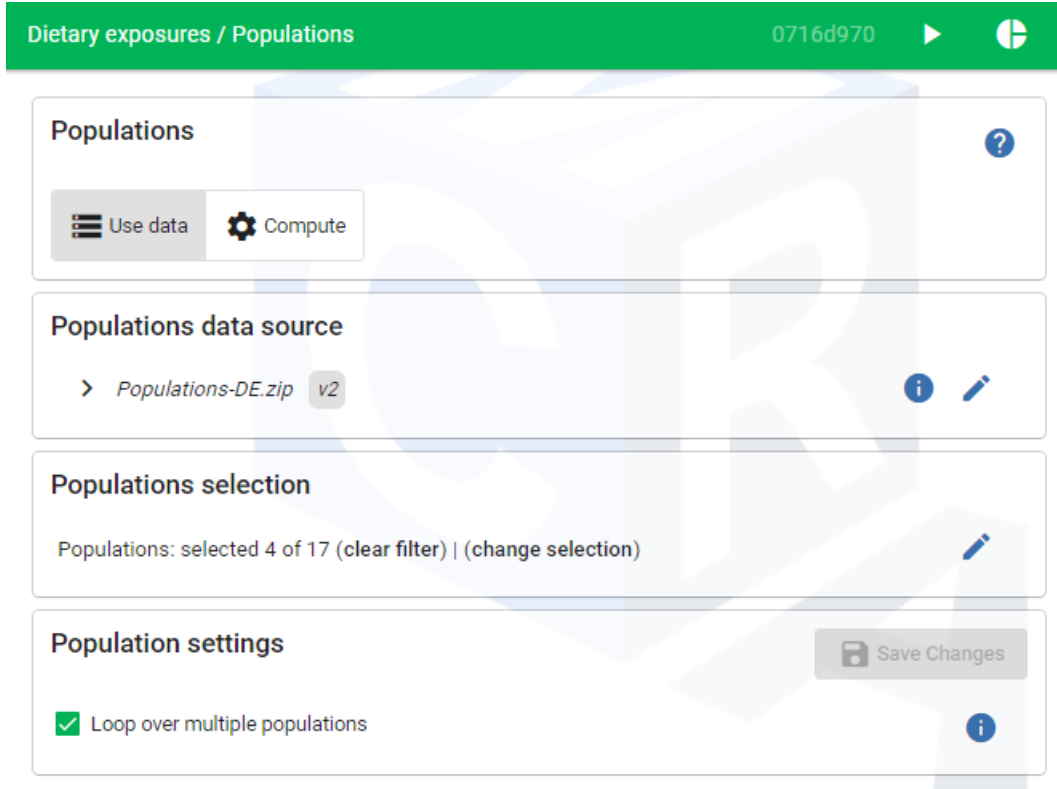 Dietary exposures / Populations 0716d970
Populations
Use data Compute
Populations data source
Populations-DE.zip v2
Populations selection
Populations: selected 4 of 17 (clear filter) | (change selection)
Population settings
Save Changes
Loop over multiple populations